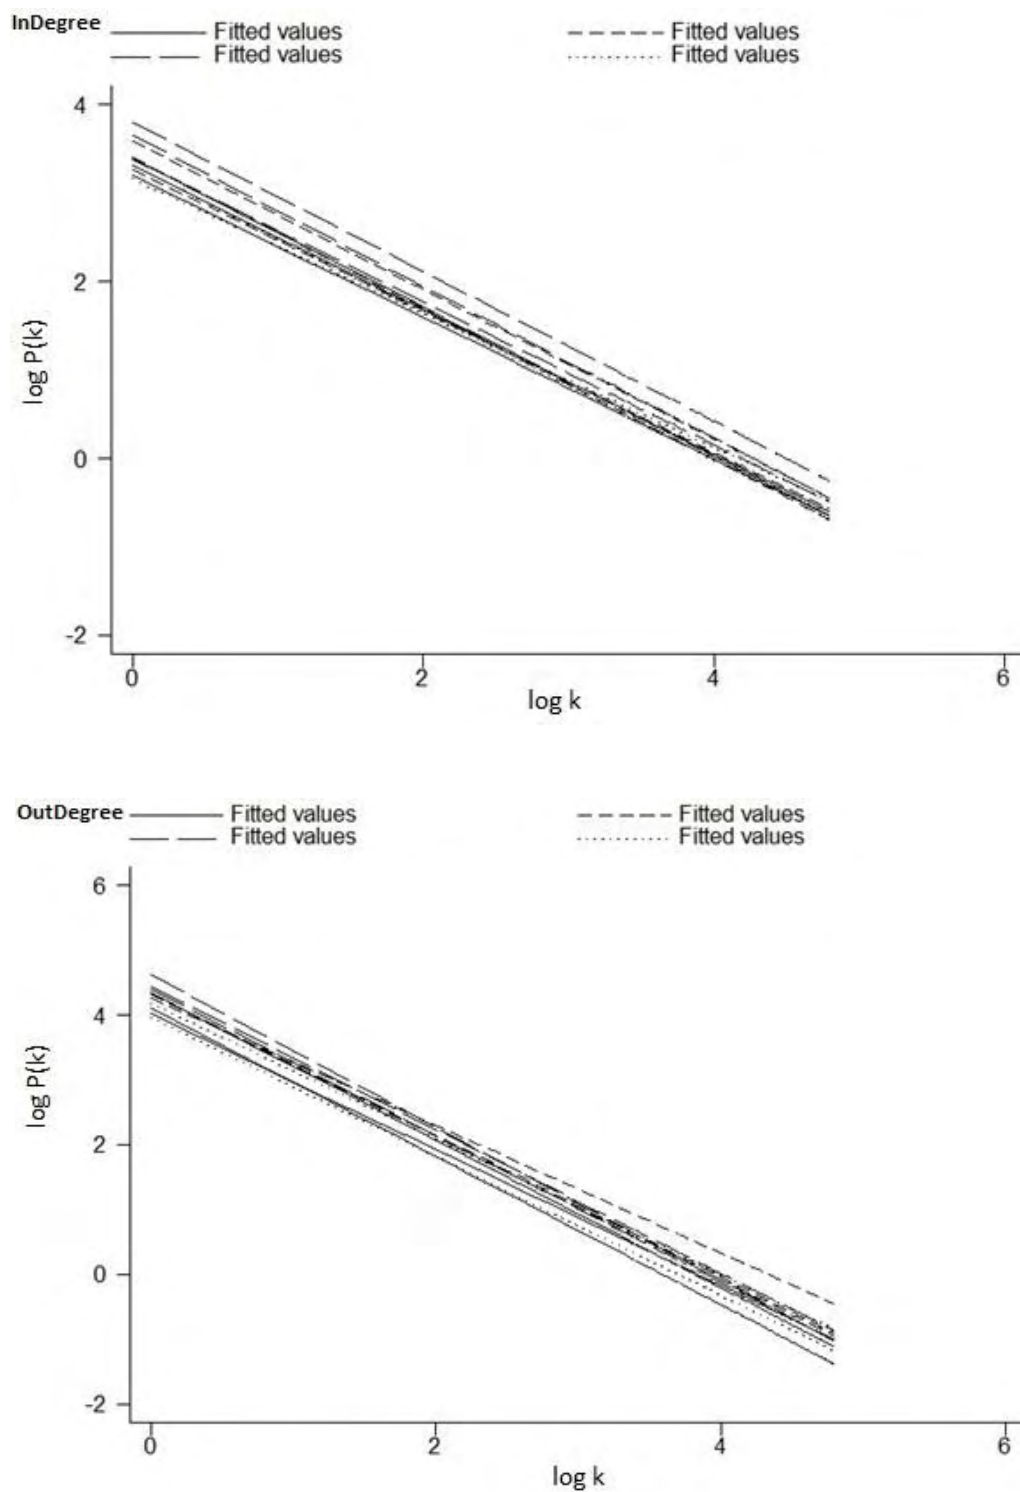 InDegree Fitted values Fitted values
Fitted values Fitted values
4
2
0
-2
log P(k)
0 2 4 6
log k
OutDegree Fitted values Fitted values
Fitted values Fitted values
6
4
2
0
-2
log P(k)
0 2 4 6
log k